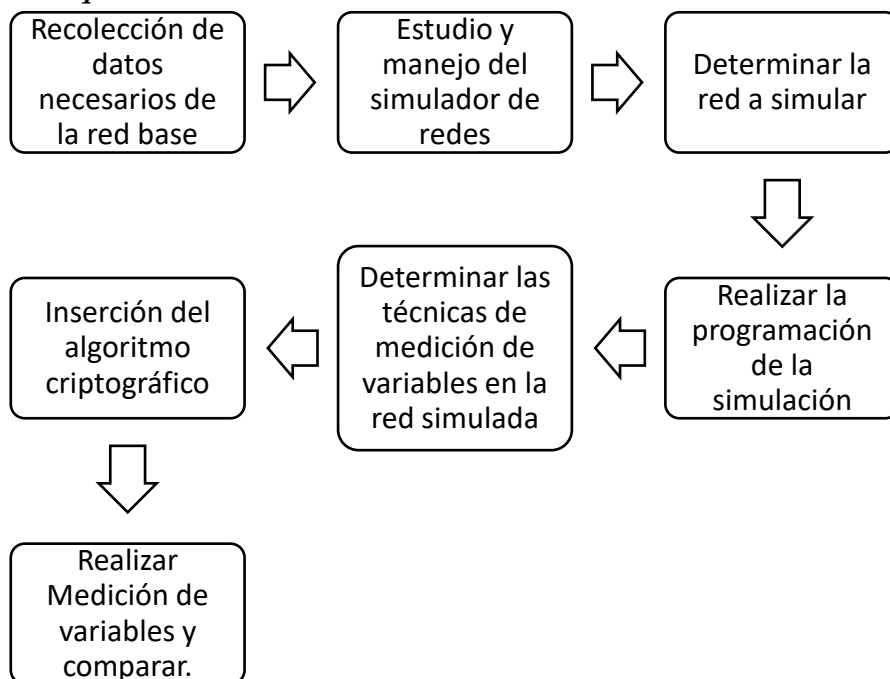 Recolección de
datos
necesarios de
la red base
Estudio y
manejo del
simulador de
redes
Determinar la
red a simular
Realizar la
programación
de la
simulación
Determinar las
técnicas de
medición de
variables en la
red simulada
Inserción del
algoritmo
criptográfico
Realizar
Medición de
variables y
comparar.